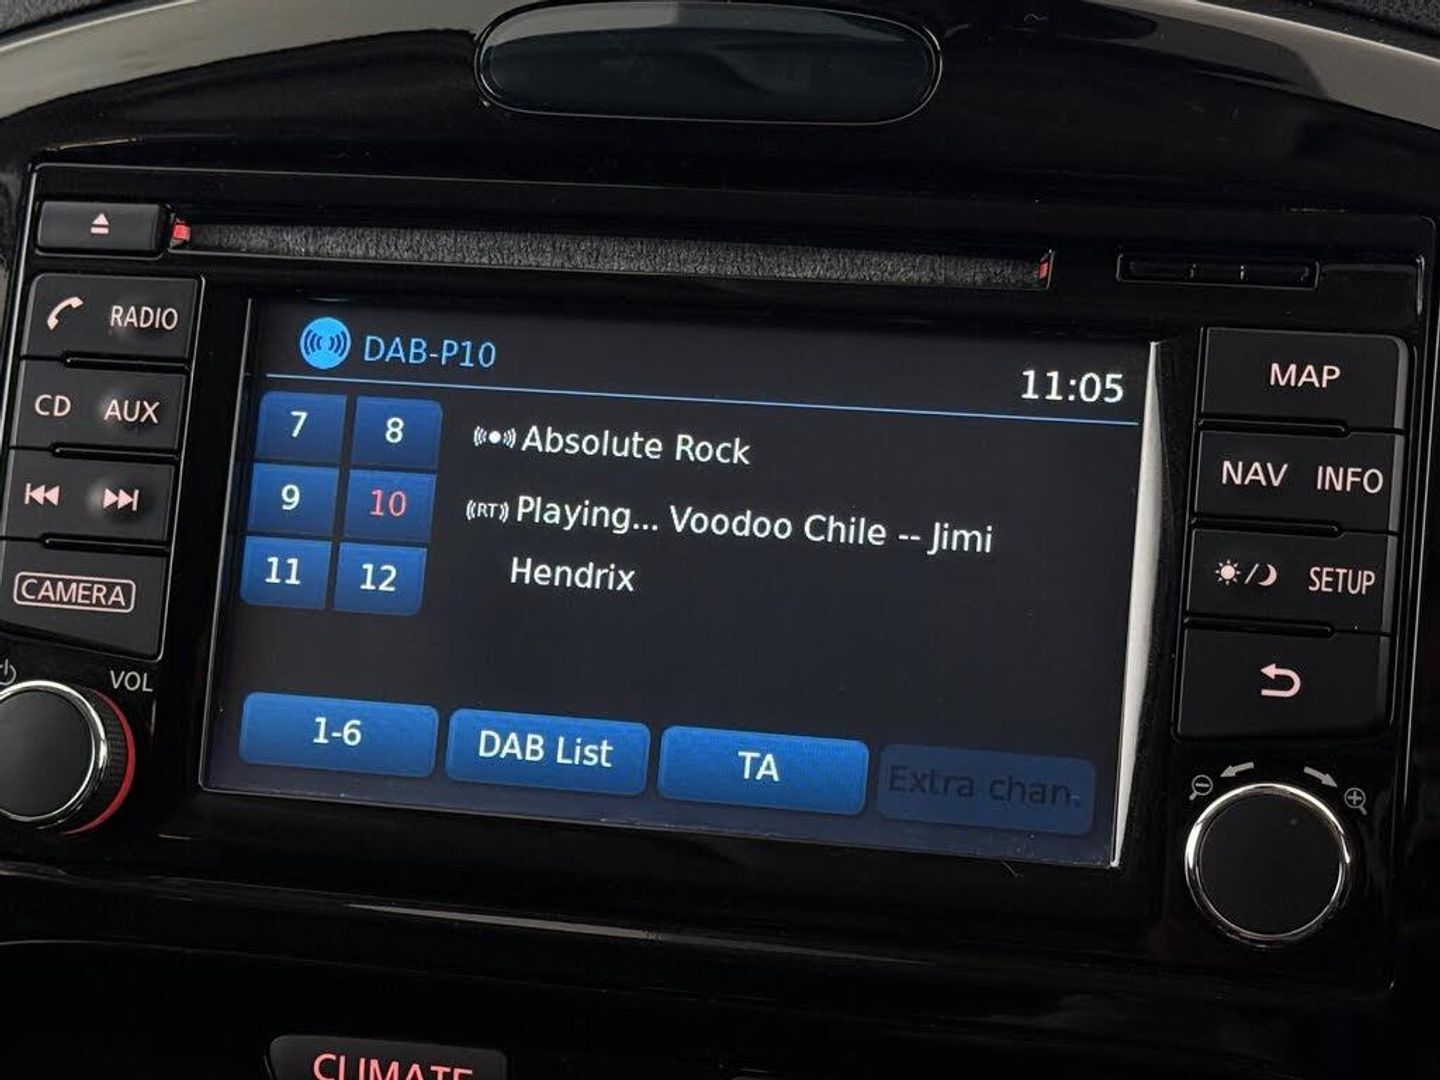 RADIO
CD AUX
CAMERA
VOL
DAB-P10
11:05
7 8
9 10
11 12
Absolute Rock
(RT) Playing... Voodoo Chile -- Jimi
Hendrix
1-6 DAB List TA Extra chan.
MAP
NAV INFO
SETUP
CLIMATE